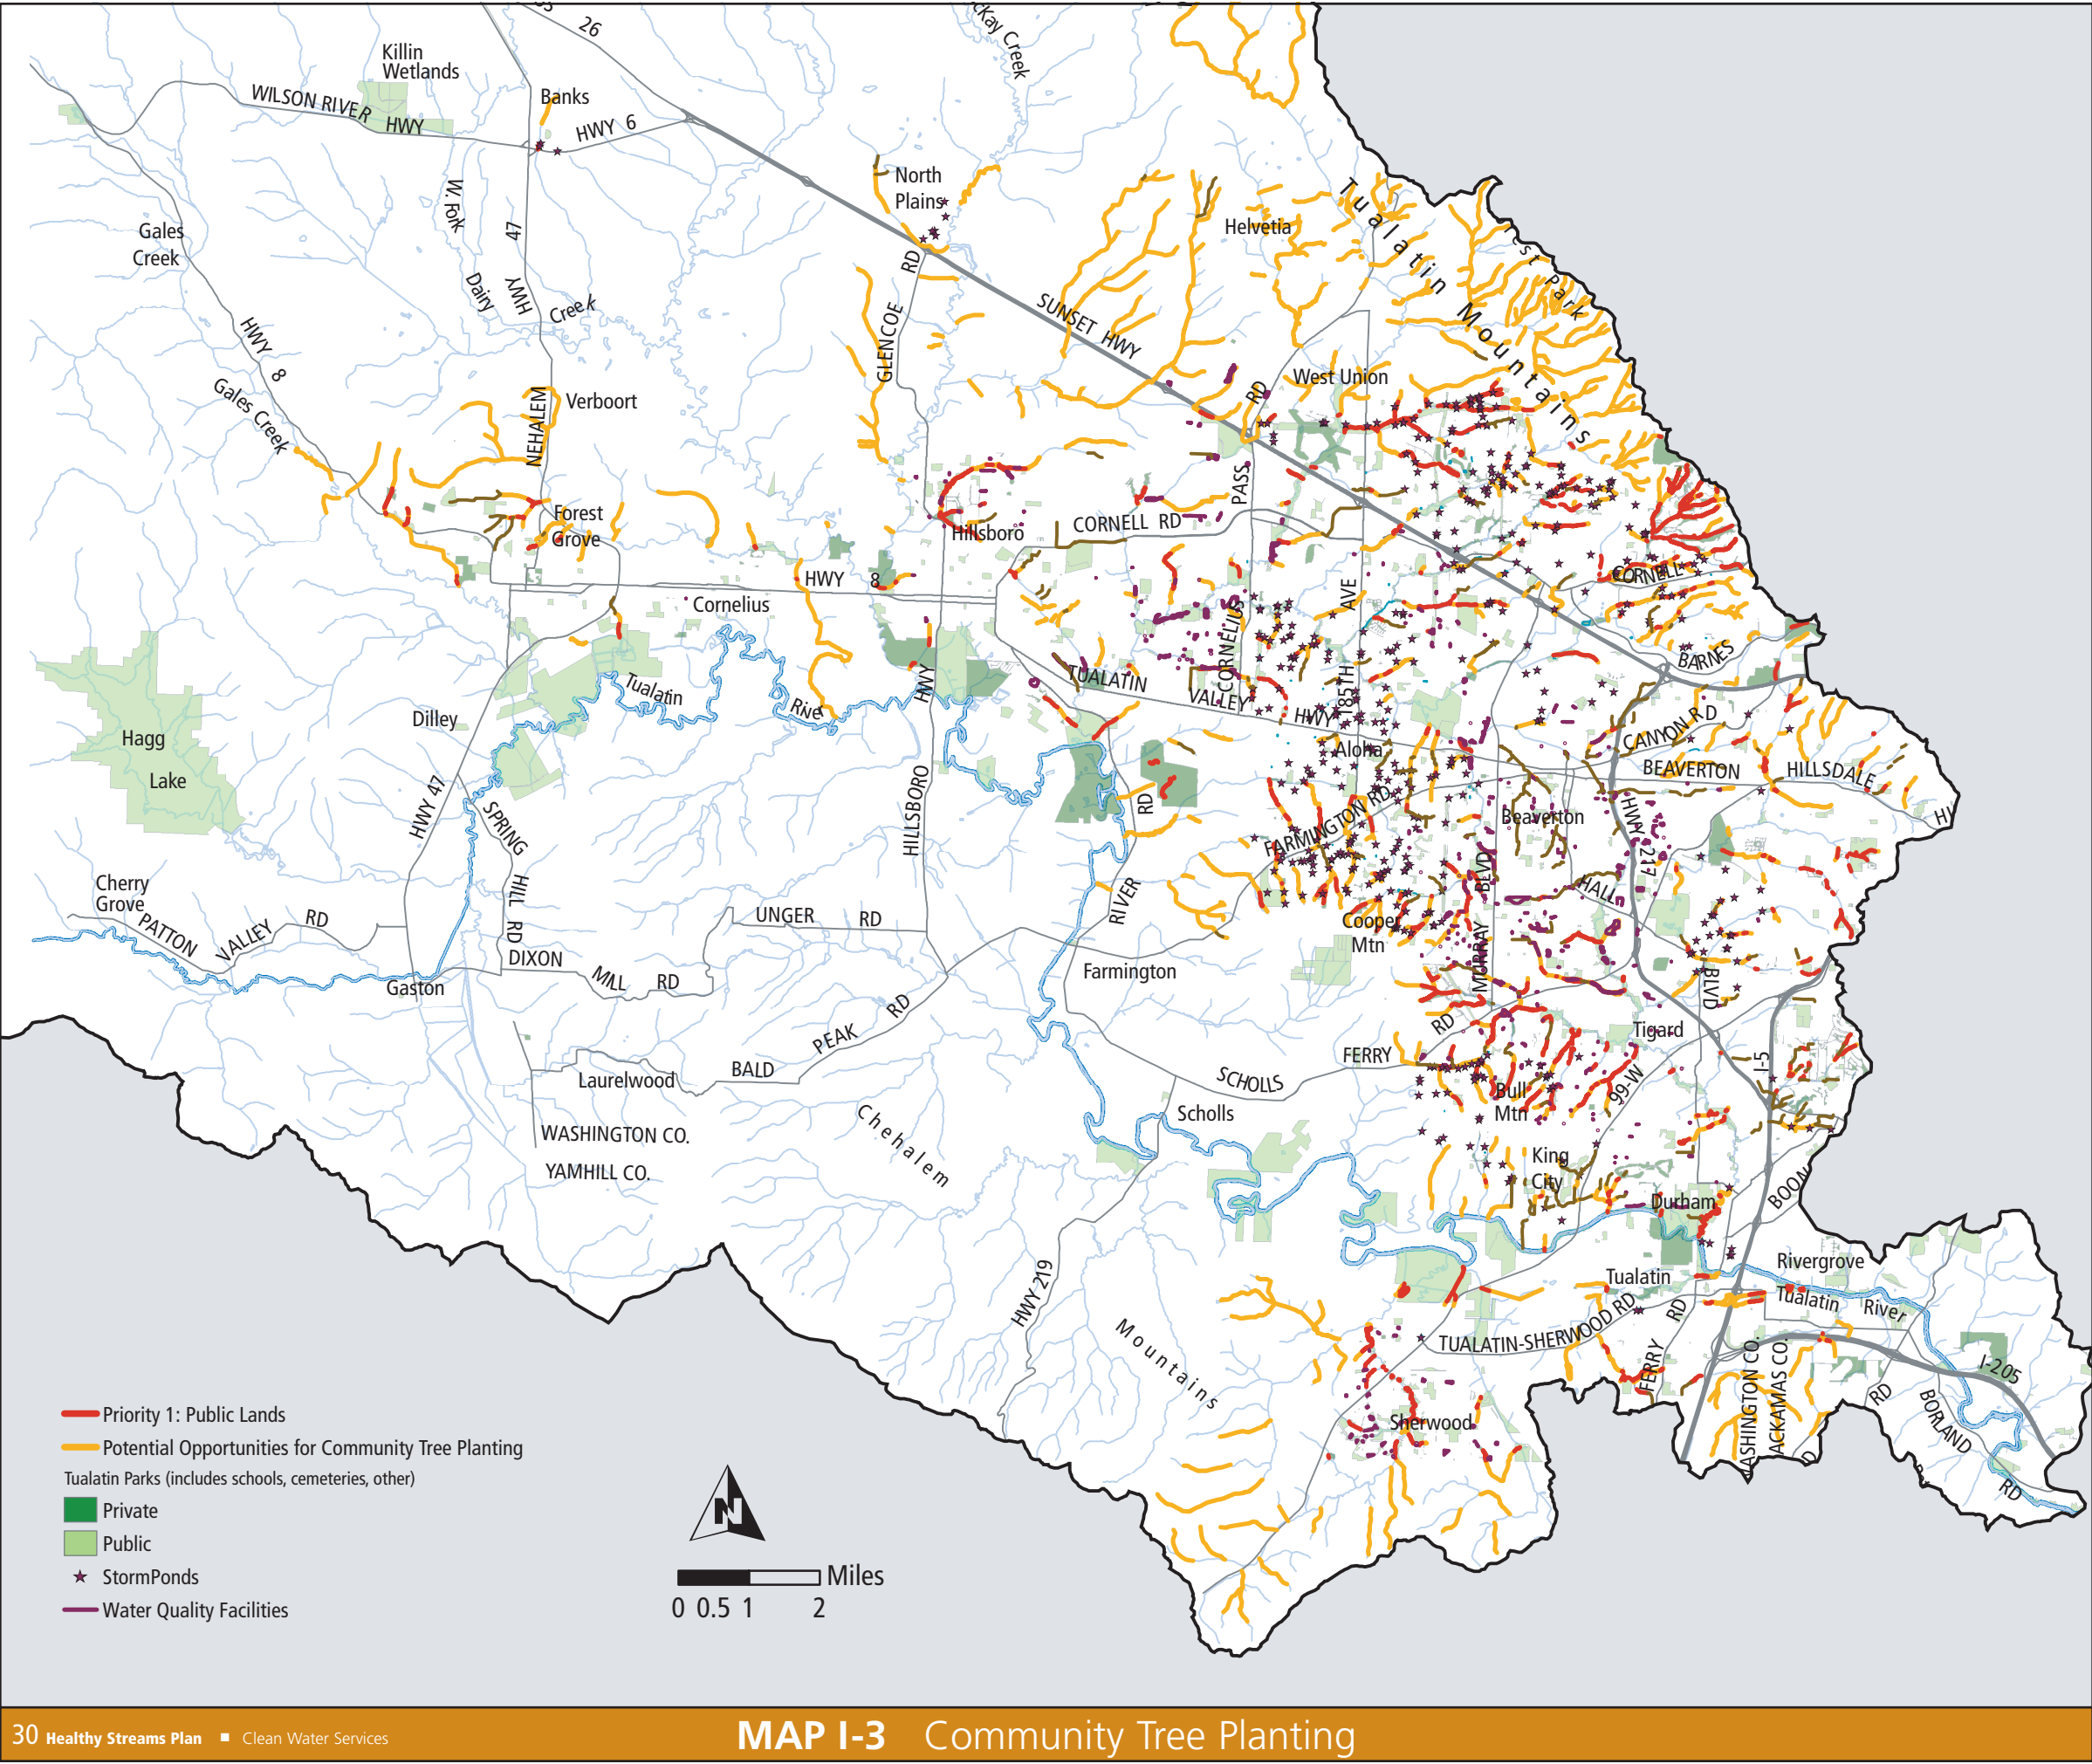 26
McKay Creek
Killin
Wetlands
WILSON RIVER HWY
Banks
HWY 6
North
Plains
W. Fork
Dairy
Creek
47
HWY
Gales
Creek
HWY 8
Gales Creek
RD
GLENCOE
SUNSET HWY
Helvetia
Tualatin Mountains
Park
West Union
RD
PASS
CORNELIUS
NEHALEM
Verboort
Forest
Grove
Hillsboro
CORNELL RD
HWY 8
Cornelius
AVE
185TH
CORNELL
BARNES
TUALATIN
VALLEY
HWY
Tualatin
River
HWY
HILLSBORO
Dilley
Hagg
Lake
HWY 47
SPRING
HILL RD
Aloha
CANYON RD
BEAVERTON
HILLSDALE
RD
RIVER
FARMINGTON RD
Beaverton
HWY 217
HALL
BLVD
MURRAY
BLVD
Cherry
Grove
PATTON
VALLEY
RD
UNGER RD
Cooper
Mtn
DIXON
MILL RD
Gaston
Farmington
BALD
PEAK
RD
Tigard
RD
FERRY
SCHOLLS
I-5
Laurelwood
Bull
Mtn
99-W
Scholls
Chehalem
Mountains
WASHINGTON CO.
YAMHILL CO.
King
City
Durham
BOON
HWY 219
Rivergrove
Tualatin
Tualatin
River
TUALATIN-SHERWOOD RD
RD
FERRY
I-205
RD
BORLAND
RD
Sherwood
Priority 1: Public Lands
Potential Opportunities for Community Tree Planting
Tualatin Parks (includes schools, cemeteries, other)
Private
Public
StormPonds
Water Quality Facilities
N
Miles
0 0.5 1 2
30 Healthy Streams Plan ■ Clean Water Services
MAP I-3 Community Tree Planting